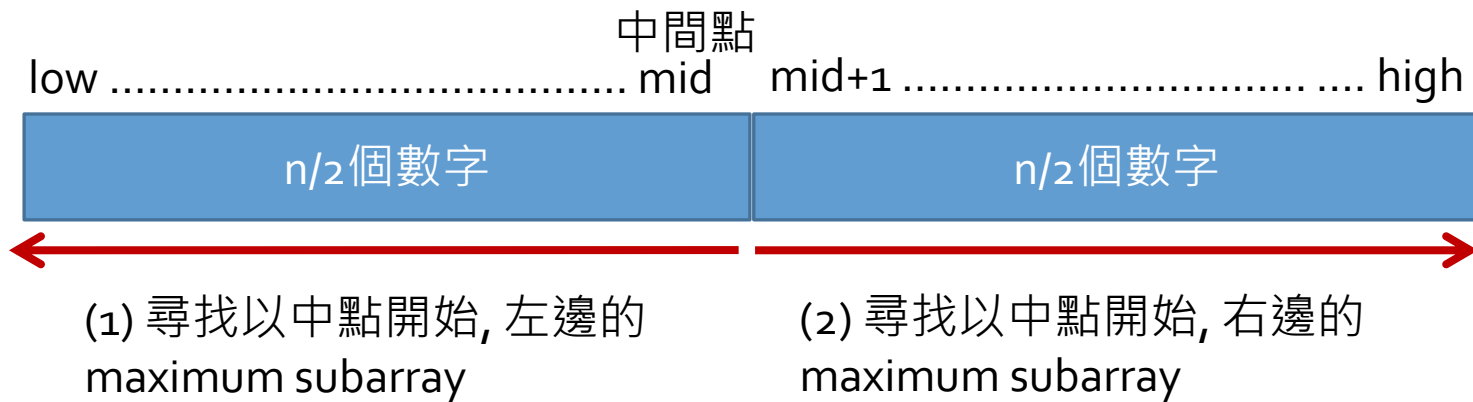 中間點
low ......................................... mid
mid+1 ................................ .... high
n/2個數字
n/2個數字
(1) 尋找以中點開始, 左邊的
maximum subarray
(2) 尋找以中點開始, 右邊的
maximum subarray